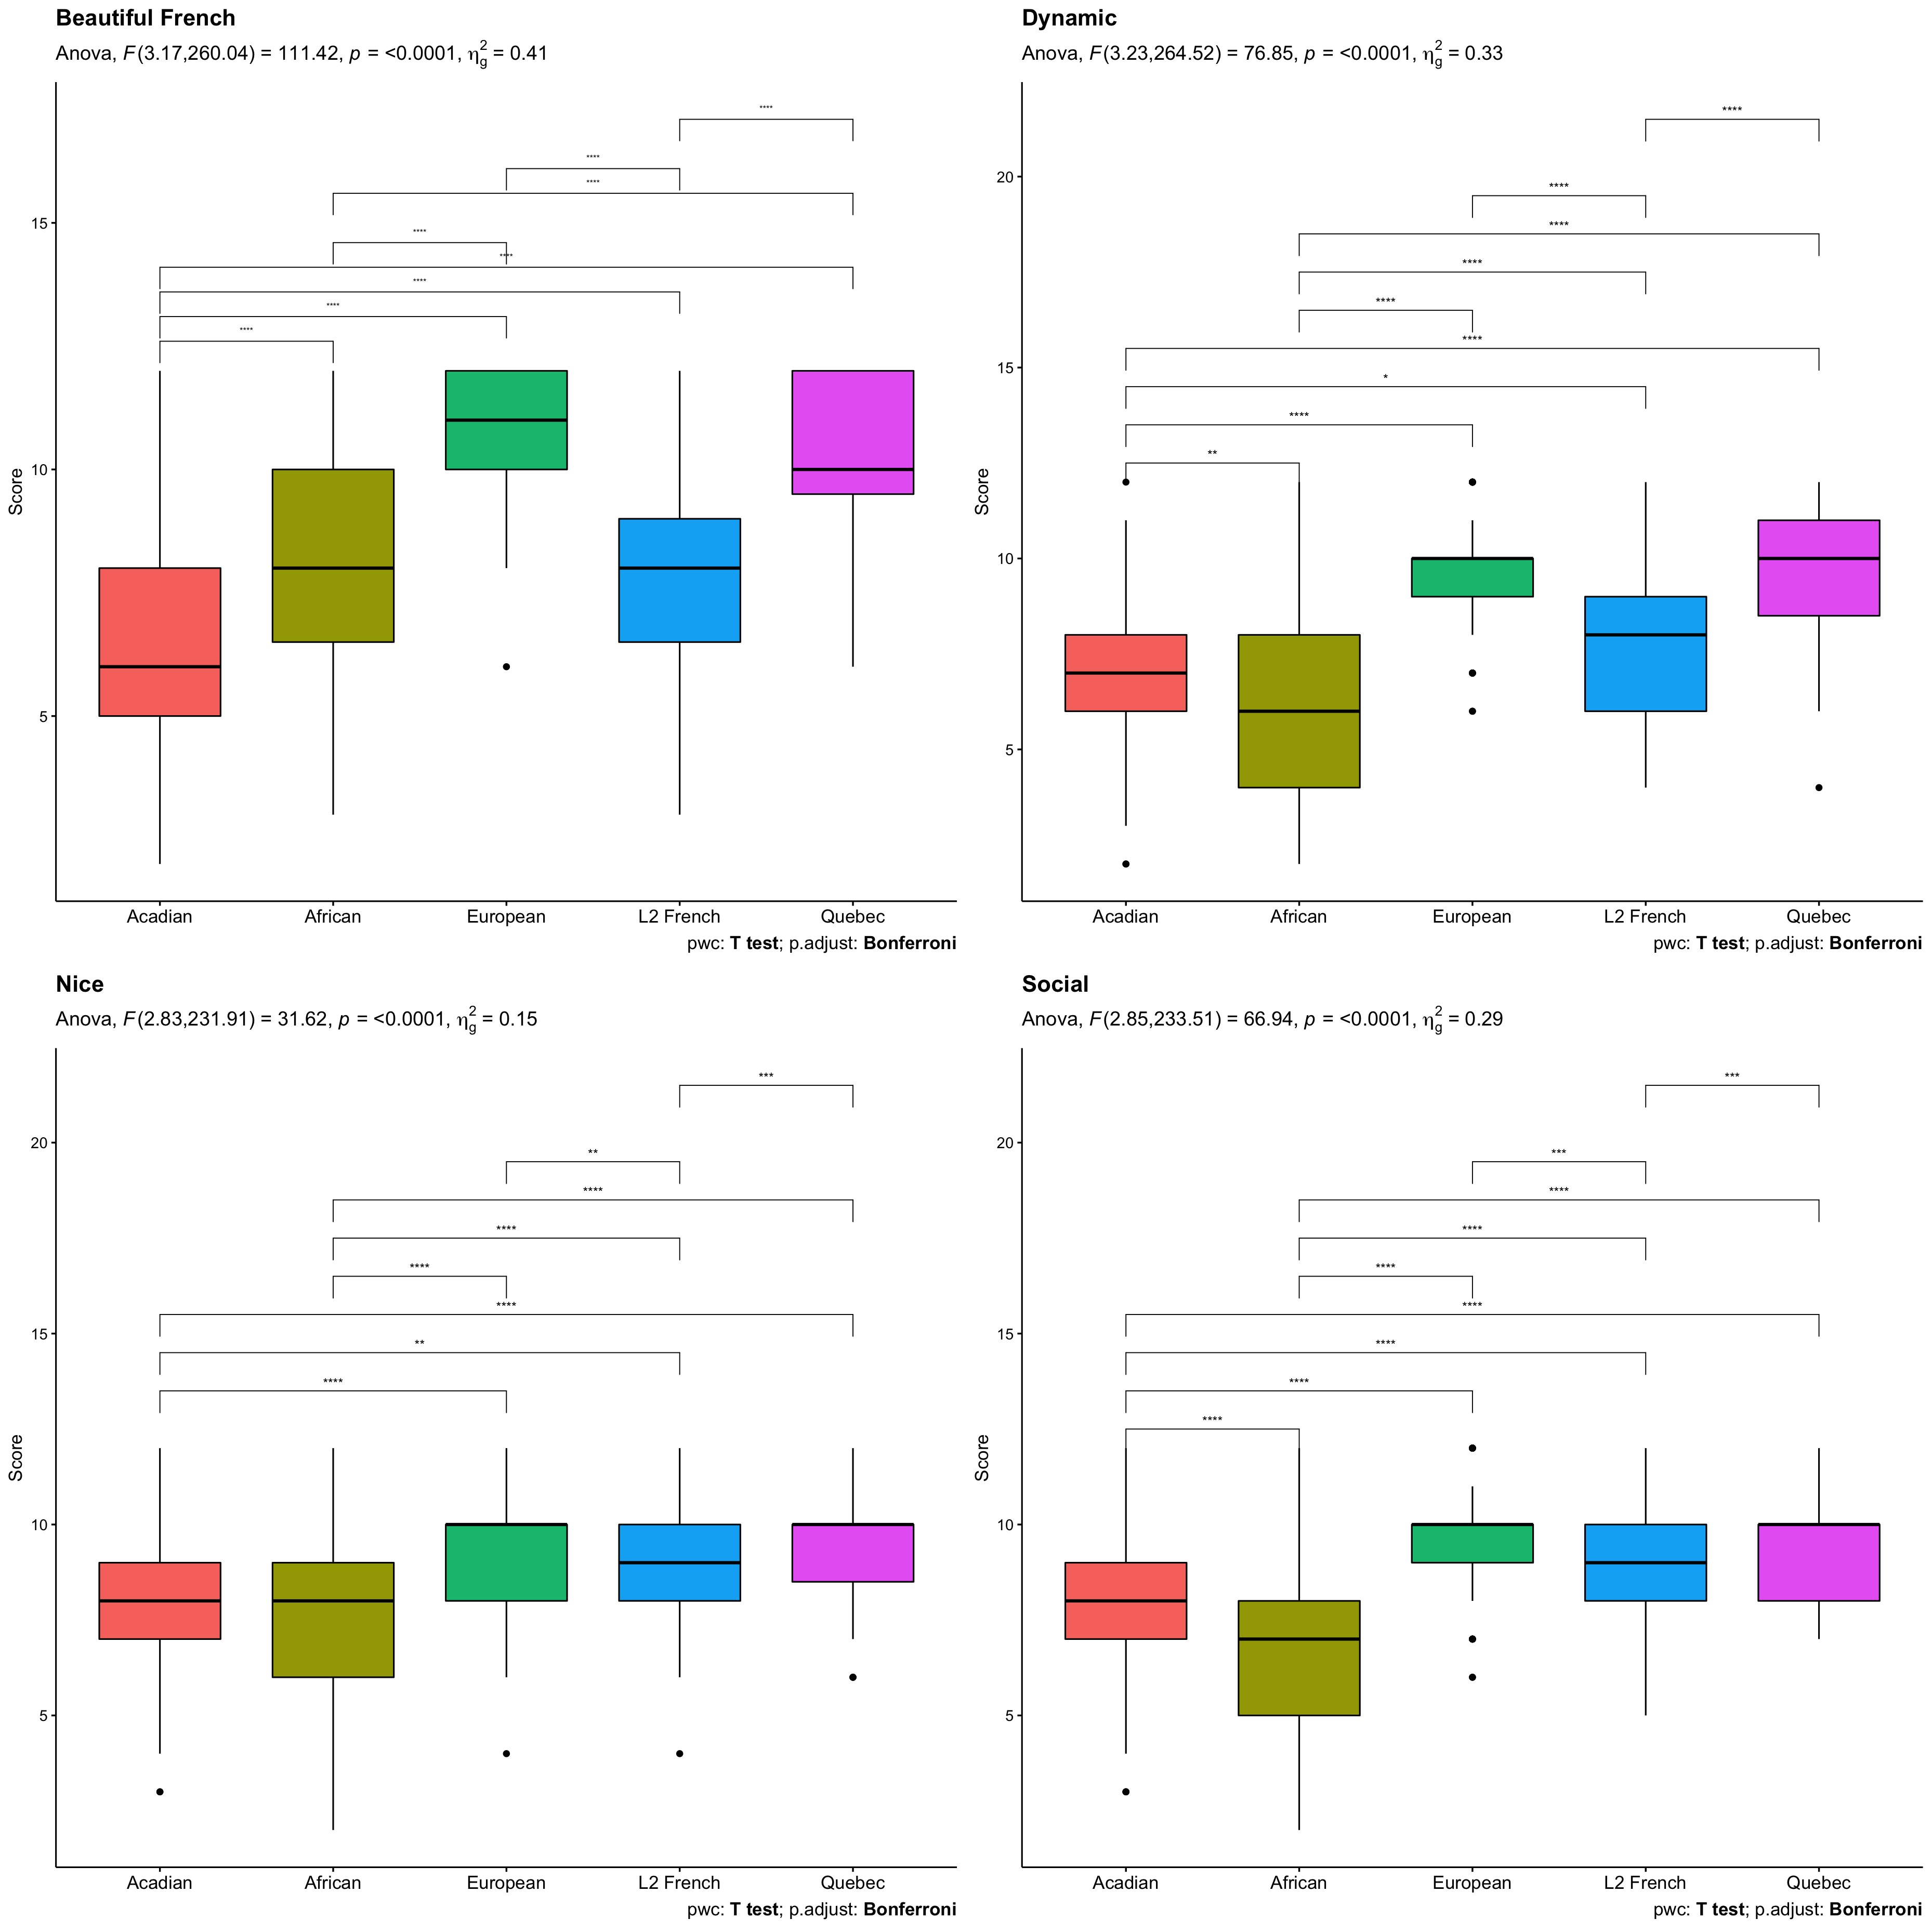 Beautiful French
Anova, F(3.17,260.04) = 111.42, p = <0.0001, η²g = 0.41
****
****
****
****
****
****
****
****
15
10
5
Score
Acadian African European L2 French Quebec
pwc: T test; p.adjust: Bonferroni
Dynamic
Anova, F(3.23,264.52) = 76.85, p = <0.0001, η²g = 0.33
****
****
****
****
****
****
*
****
**
20
15
10
5
Score
Acadian African European L2 French Quebec
pwc: T test; p.adjust: Bonferroni
Nice
Anova, F(2.83,231.91) = 31.62, p = <0.0001, η²g = 0.15
***
**
****
****
****
****
**
****
20
15
10
5
Score
Acadian African European L2 French Quebec
pwc: T test; p.adjust: Bonferroni
Social
Anova, F(2.85,233.51) = 66.94, p = <0.0001, η²g = 0.29
***
***
****
****
****
****
****
****
****
20
15
10
5
Score
Acadian African European L2 French Quebec
pwc: T test; p.adjust: Bonferroni